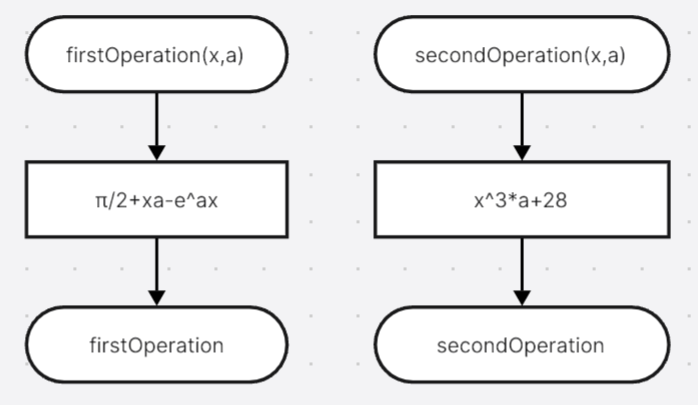 firstOperation(x,a)
π/2+xa-e^ax
firstOperation
secondOperation(x,a)
x^3*a+28
secondOperation